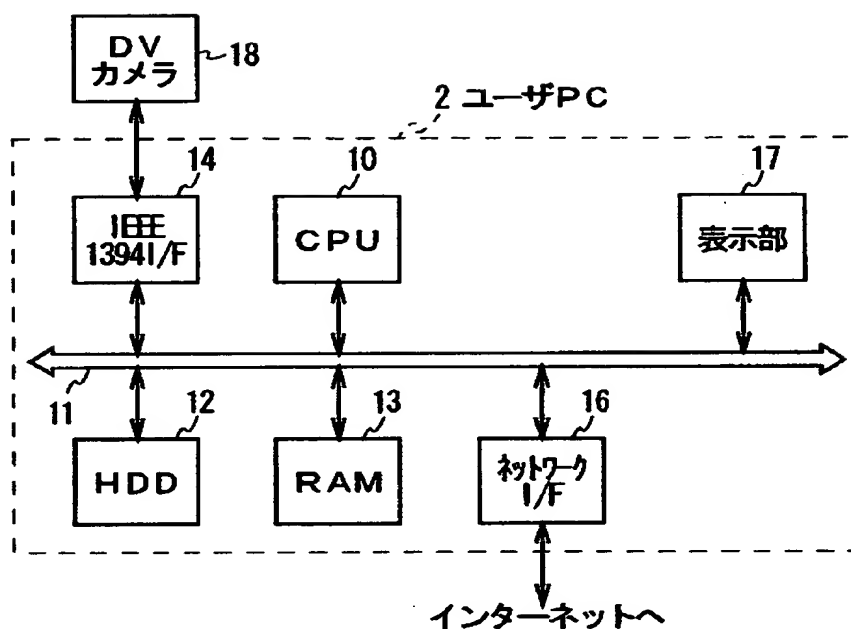 DV
カメラ
18
2 ユーザPC
14
IEEE
1394I/F
10
CPU
17
表示部
11
12
HDD
13
RAM
16
ネットワーク
I/F
インターネットへ